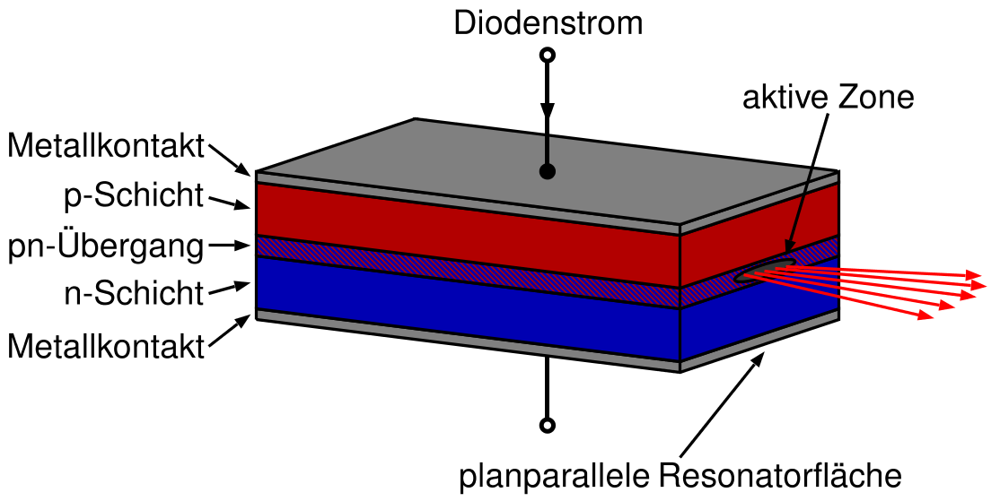 Diodenstrom
aktive Zone
Metallkontakt
p-Schicht
pn-Übergang
n-Schicht
Metallkontakt
planparallele Resonatorfläche